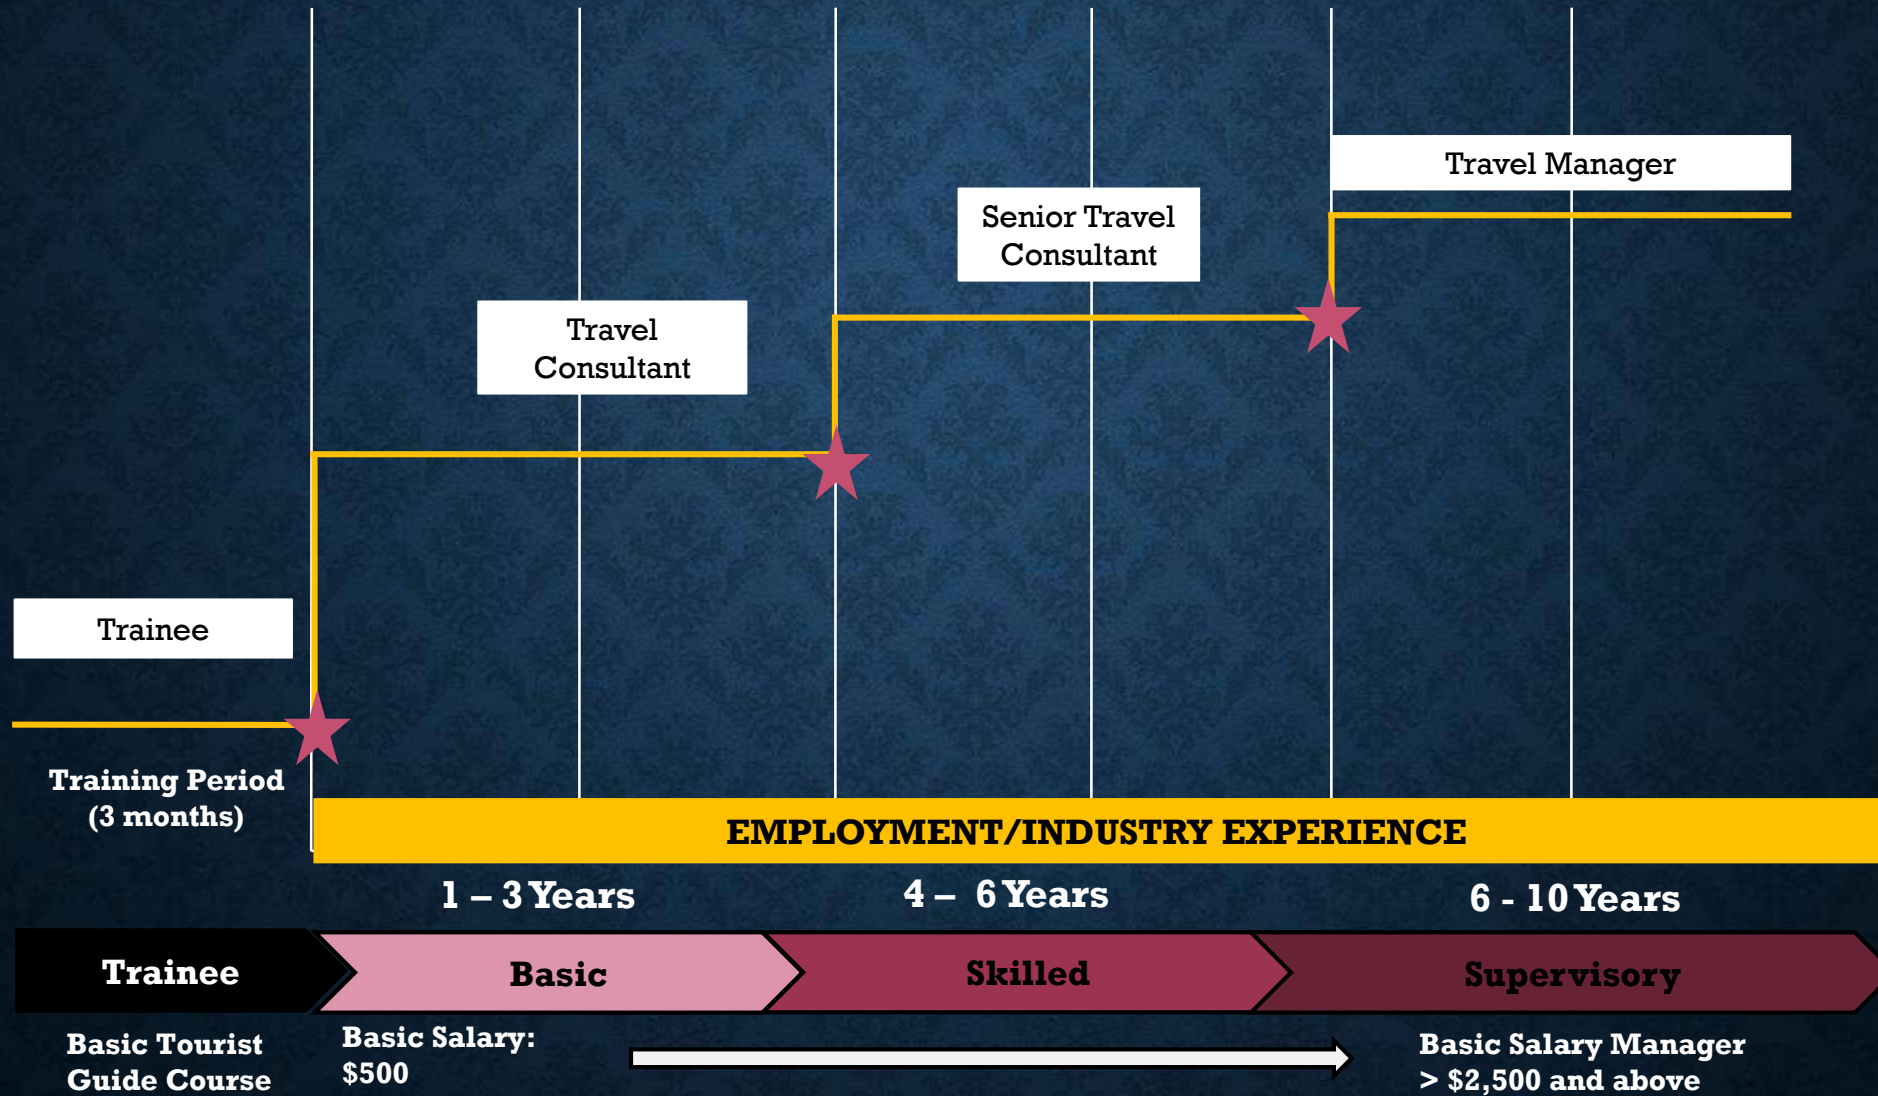 Travel Manager
Senior Travel
Consultant
Travel
Consultant
Trainee
Training Period
(3 months)
EMPLOYMENT/INDUSTRY EXPERIENCE
1 – 3 Years
4 –  6 Years
6 - 10 Years
Trainee
Basic
Skilled
Supervisory
Basic Tourist
Guide Course
Basic Salary:
$500
Basic Salary Manager
> $2,500 and above